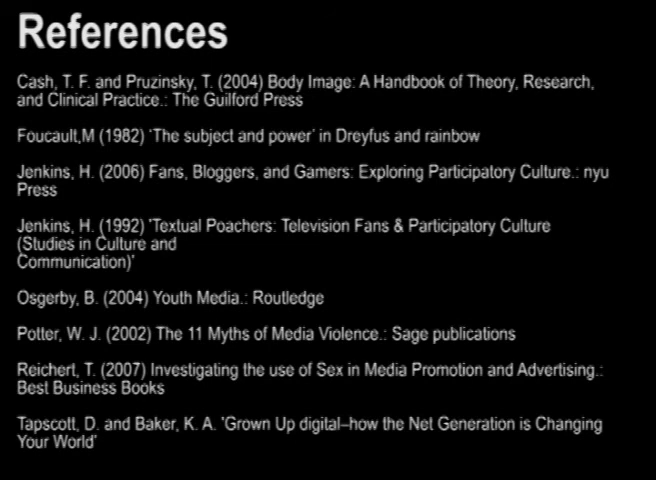 References
Cash, T. F. and Pruzinsky, T. (2004) Body Image: A Handbook of Theory, Research,
and Clinical Practice.: The Guilford Press
Foucault,M (1982) 'The subject and power' in Dreyfus and rainbow
Jenkins, H. (2006) Fans, Bloggers, and Gamers: Exploring Participatory Culture.: nyu
Press
Jenkins, H. (1992) 'Textual Poachers: Television Fans & Participatory Culture
(Studies in Culture and
Communication)'
Osgerby, B. (2004) Youth Media.: Routledge
Potter, W. J. (2002) The 11 Myths of Media Violence.: Sage publications
Reichert, T. (2007) Investigating the use of Sex in Media Promotion and Advertising.:
Best Business Books
Tapscott, D. and Baker, K. A. 'Grown Up digital–how the Net Generation is Changing
Your World'